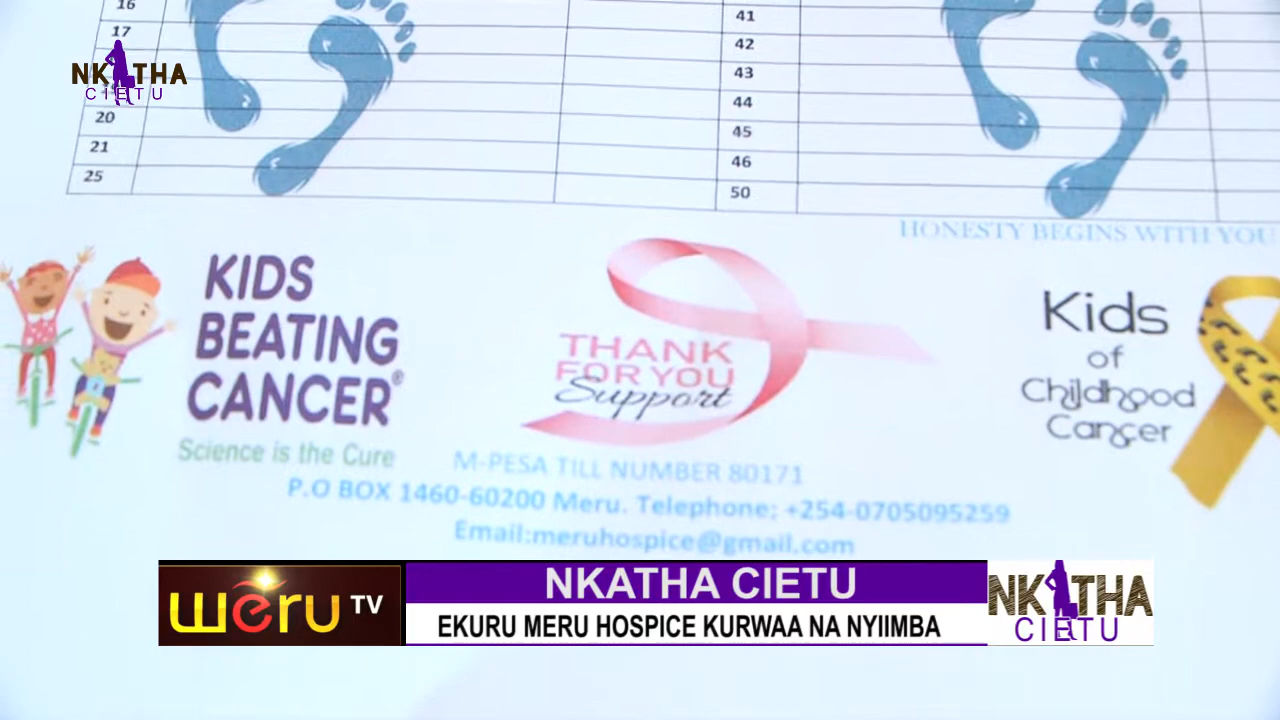 16
17
NKATHA
CIETU
20
21
25
41
42
43
44
45
46
50
HONESTY BEGINS WITH YOU
KIDS
BEATING
CANCER®
Science is the Cure
THANK
FOR YOU
Support
Kids
of
Childhood
Cancer
M-PESA TILL NUMBER 80171
P.O BOX 1460-60200 Meru. Telephone; +254-0705095259
Email:meruhospice@gmail.com
weru TV
NKATHA CIETU
EKURU MERU HOSPICE KURWAA NA NYIIMBA
NKATHA
CIETU